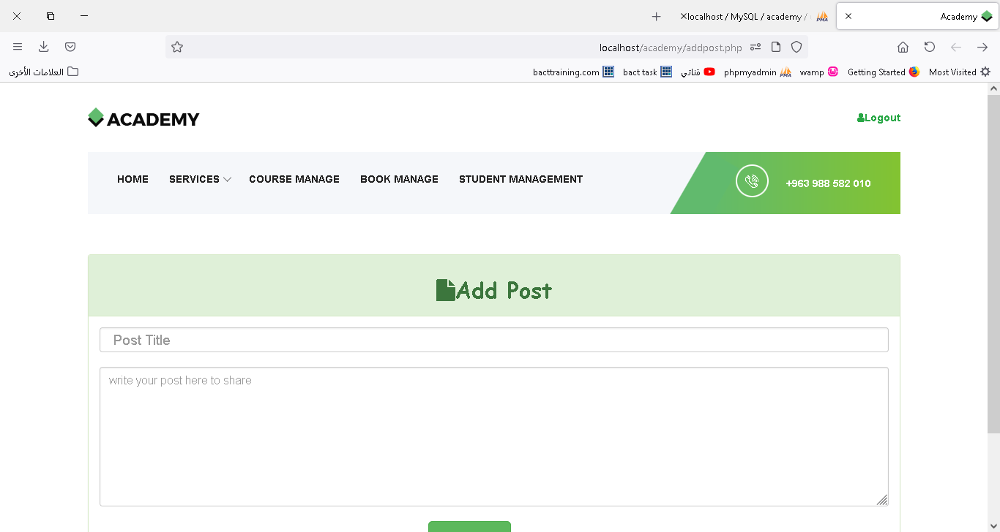 localhost / MySQL / academy /
Academy
localhost/academy/addpost.php
العلامات الأخرى
bacttraining.com
bact task
قناتي
phpmyadmin
wamp
Getting Started
Most Visited
ACADEMY
Logout
HOME
SERVICES
COURSE MANAGE
BOOK MANAGE
STUDENT MANAGEMENT
+963 988 582 010
Add Post
Post Title
write your post here to share